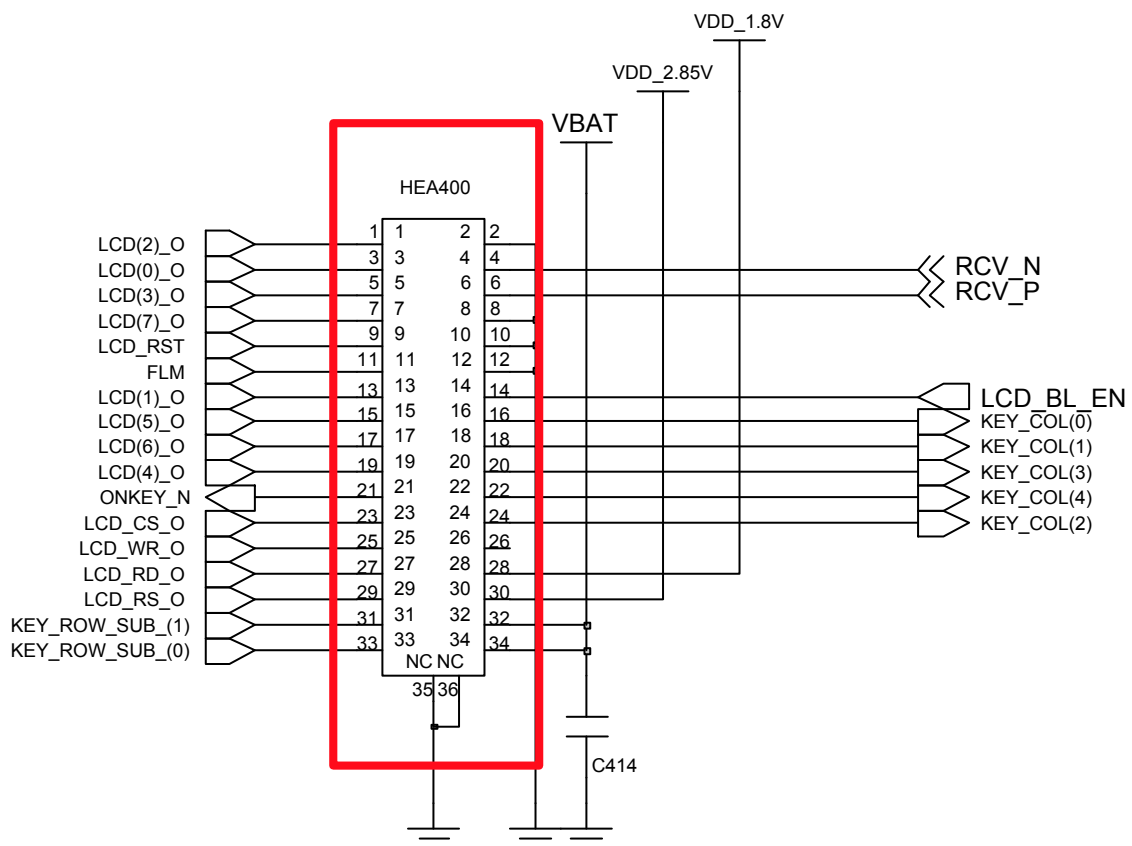 VDD_1.8V
VDD_2.85V
VBAT
HEA400
LCD(2)_O 1 1 2 2
LCD(0)_O 3 3 4 4 RCV_N
LCD(3)_O 5 5 6 6 RCV_P
LCD(7)_O 7 7 8 8
LCD_RST 9 9 10 10
FLM 11 11 12 12
LCD(1)_O 13 13 14 14 LCD_BL_EN
LCD(5)_O 15 15 16 16 KEY_COL(0)
LCD(6)_O 17 17 18 18 KEY_COL(1)
LCD(4)_O 19 19 20 20 KEY_COL(3)
ONKEY_N 21 21 22 22 KEY_COL(4)
LCD_CS_O 23 23 24 24 KEY_COL(2)
LCD_WR_O 25 25 26 26
LCD_RD_O 27 27 28 28
LCD_RS_O 29 29 30 30
KEY_ROW_SUB_(1) 31 31 32 32
KEY_ROW_SUB_(0) 33 33 34 34
NC NC
35 36
C414